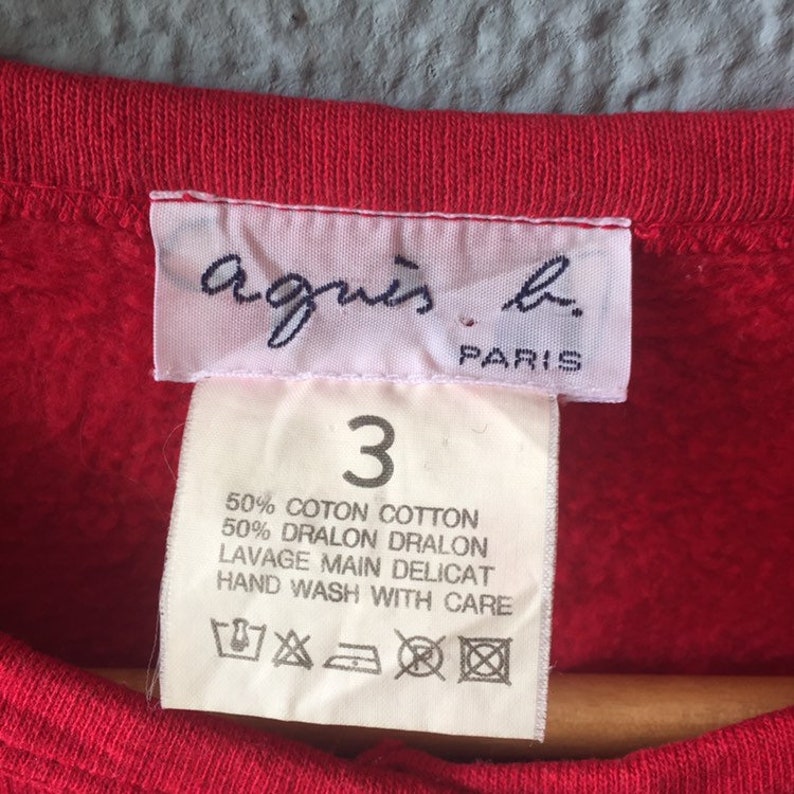 agnès. b.
PARIS
3
50% COTON COTTON
50% DRALON DRALON
LAVAGE MAIN DELICAT
HAND WASH WITH CARE
R